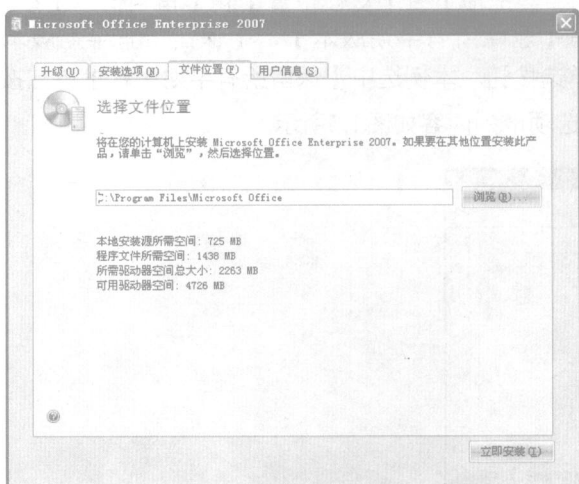 Microsoft Office Enterprise 2007
升级(U)
安装选项(N)
文件位置(F)
用户信息(S)
选择文件位置
将在您的计算机上安装 Microsoft Office Enterprise 2007。如果要在其他位置安装此产
品，请单击“浏览”，然后选择位置。
:\Program Files\Microsoft Office
浏览(B)...
本地安装源所需空间: 725 MB
程序文件所需空间: 1438 MB
所需驱动器空间总大小: 2263 MB
可用驱动器空间: 4726 MB
立即安装(I)